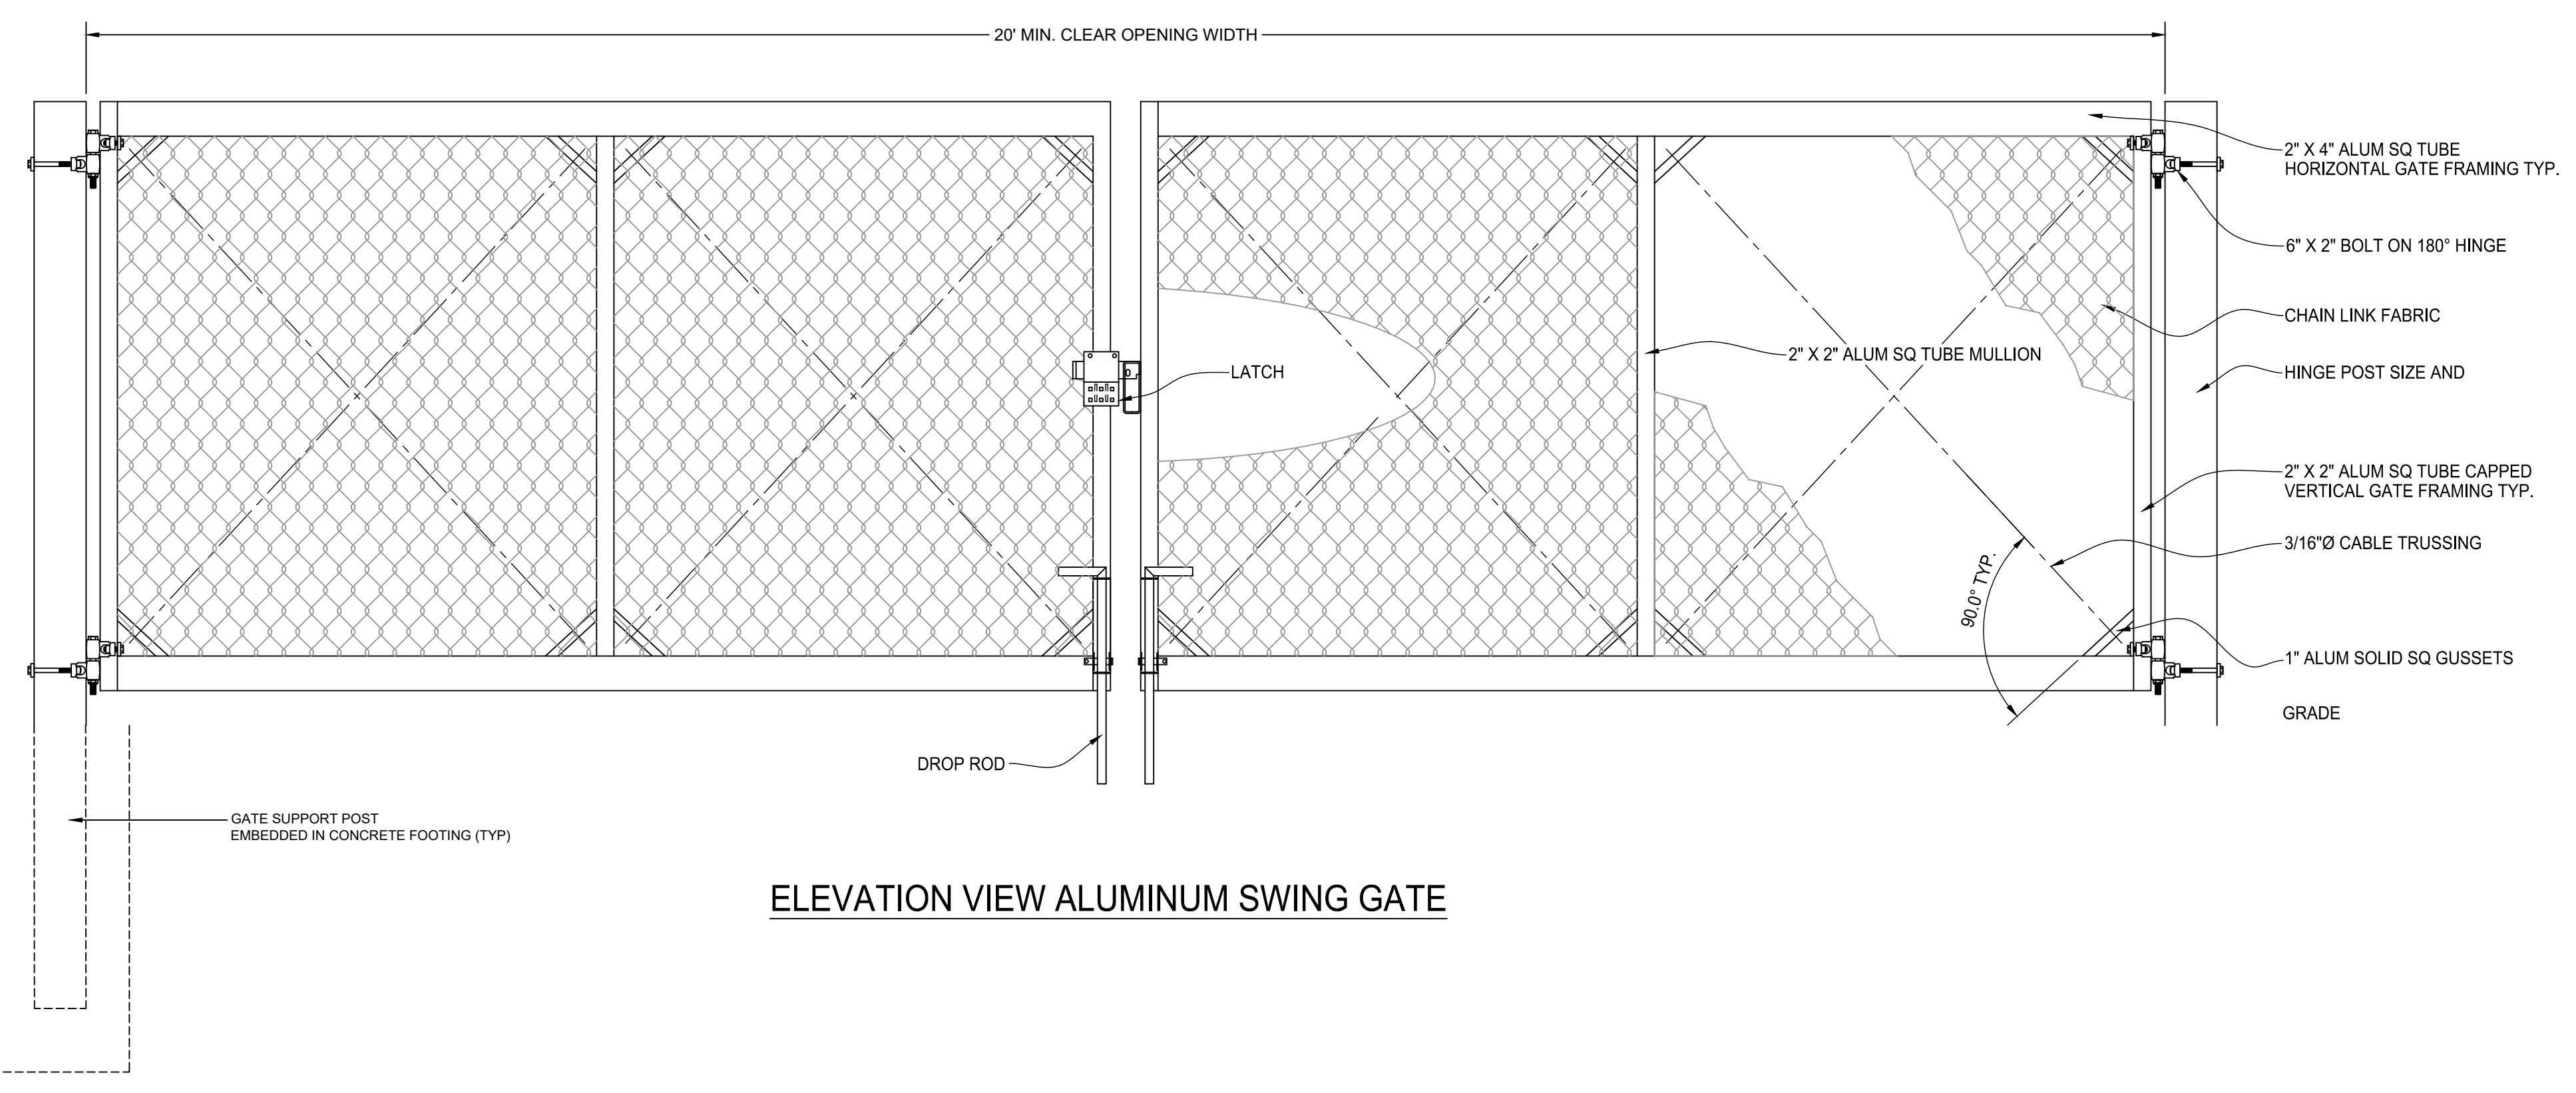 20' MIN. CLEAR OPENING WIDTH
2" X 4" ALUM SQ TUBE
HORIZONTAL GATE FRAMING TYP.
6" X 2" BOLT ON 180° HINGE
CHAIN LINK FABRIC
2" X 2" ALUM SQ TUBE MULLION
LATCH
HINGE POST SIZE AND
2" X 2" ALUM SQ TUBE CAPPED
VERTICAL GATE FRAMING TYP.
3/16"Ø CABLE TRUSSING
90.0° TYP.
1" ALUM SOLID SQ GUSSETS
GRADE
DROP ROD
GATE SUPPORT POST
EMBEDDED IN CONCRETE FOOTING (TYP)
ELEVATION VIEW ALUMINUM SWING GATE